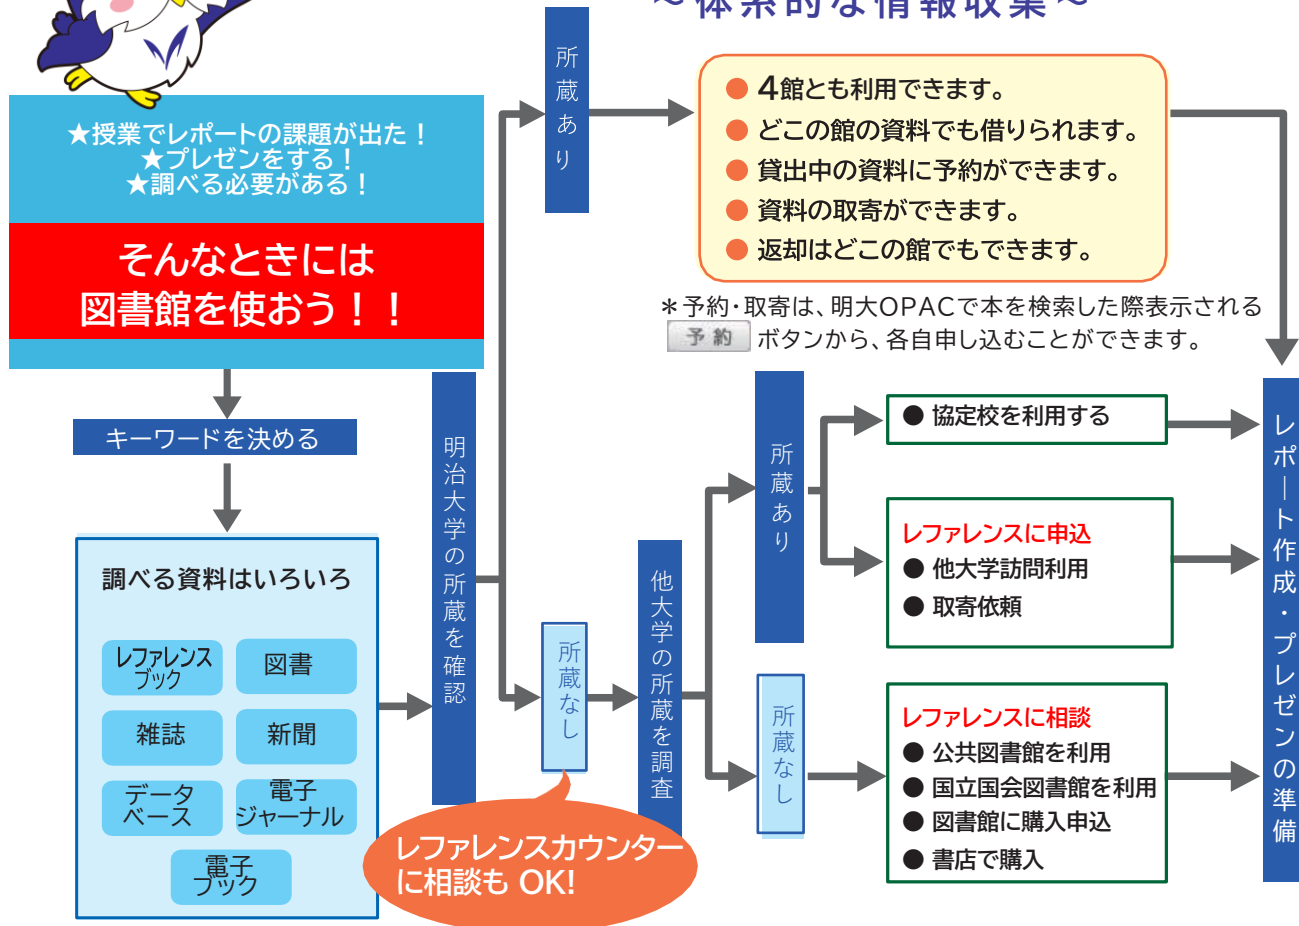 ～体系的な情報収集～
★授業でレポートの課題が出た！
★プレゼンをする！
★調べる必要がある！
そんなときには
図書館を使おう！！
キーワードを決める
調べる資料はいろいろ
レファレンス
ブック
図書
雑誌
新聞
データ
ベース
電子
ジャーナル
電子
ブック
明治大学の所蔵を確認
所蔵あり
● 4館とも利用できます。
● どこの館の資料でも借りられます。
● 貸出中の資料に予約ができます。
● 資料の取寄ができます。
● 返却はどこの館でもできます。
＊予約・取寄は、明大OPACで本を検索した際表示される
予約 ボタンから、各自申し込むことができます。
所蔵なし
レファレンスカウンター
に相談も OK!
他大学の所蔵を調査
所蔵あり
● 協定校を利用する
レファレンスに申込
● 他大学訪問利用
● 取寄依頼
所蔵なし
レファレンスに相談
● 公共図書館を利用
● 国立国会図書館を利用
● 図書館に購入申込
● 書店で購入
レポート作成・プレゼンの準備